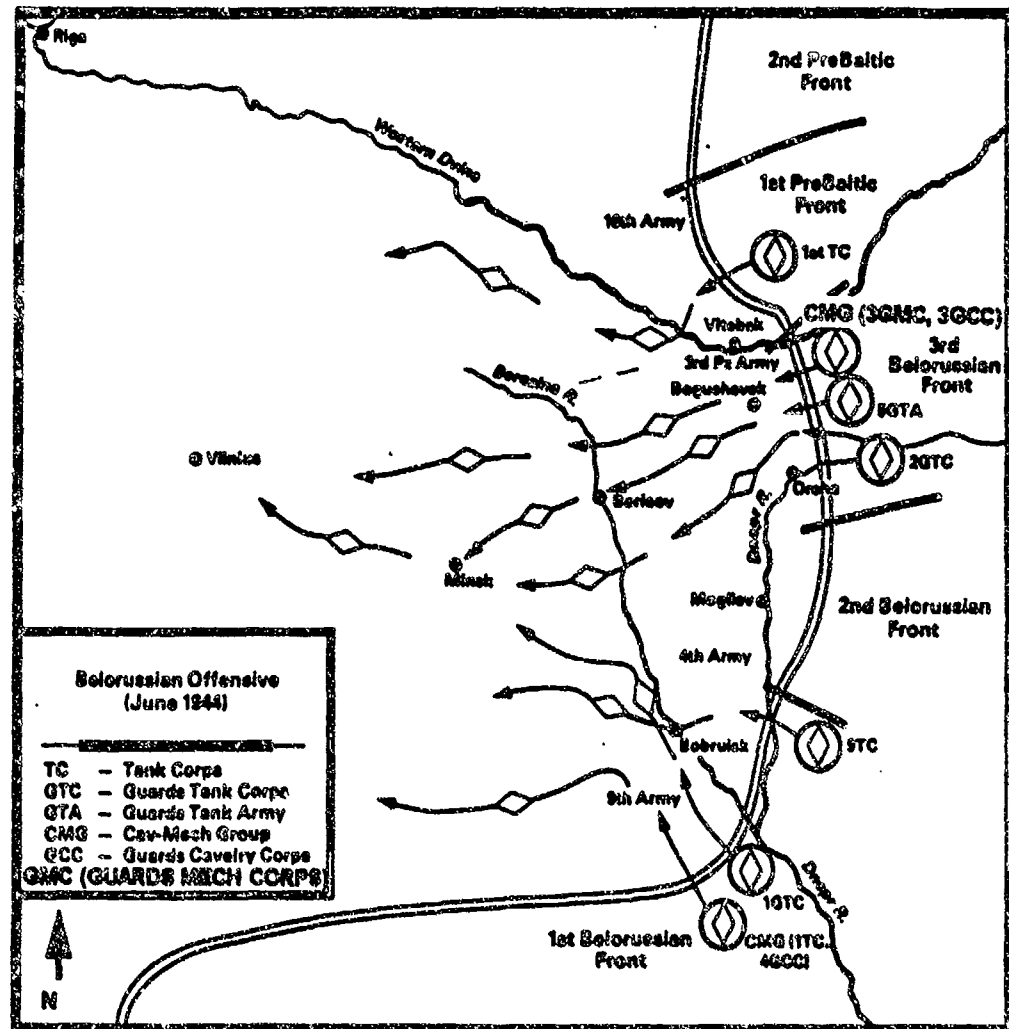 Riga
2nd PreBaltic
Front
Western Dvina
1st PreBaltic
Front
16th Army
1st TC
CMG (3GMC, 3GCC)
Vitebsk
3rd Pz Army
3rd
Belorussian
Front
Berezina R.
Bogushevsk
5GTA
Vilnius
2GTC
Orsha
Borisov
Dnepr R.
Minsk
Mogilev
2nd Belorussian
Front
4th Army
Belorussian Offensive
(June 1944)
Bobruisk
9TC
TC – Tank Corps
GTC – Guards Tank Corps
GTA – Guards Tank Army
CMG – Cav-Mech Group
GCC – Guards Cavalry Corps
GMC (GUARDS MECH CORPS)
9th Army
Dnepr R.
1GTC
1st Belorussian
Front
CMG (1TC,
4GCC)
N